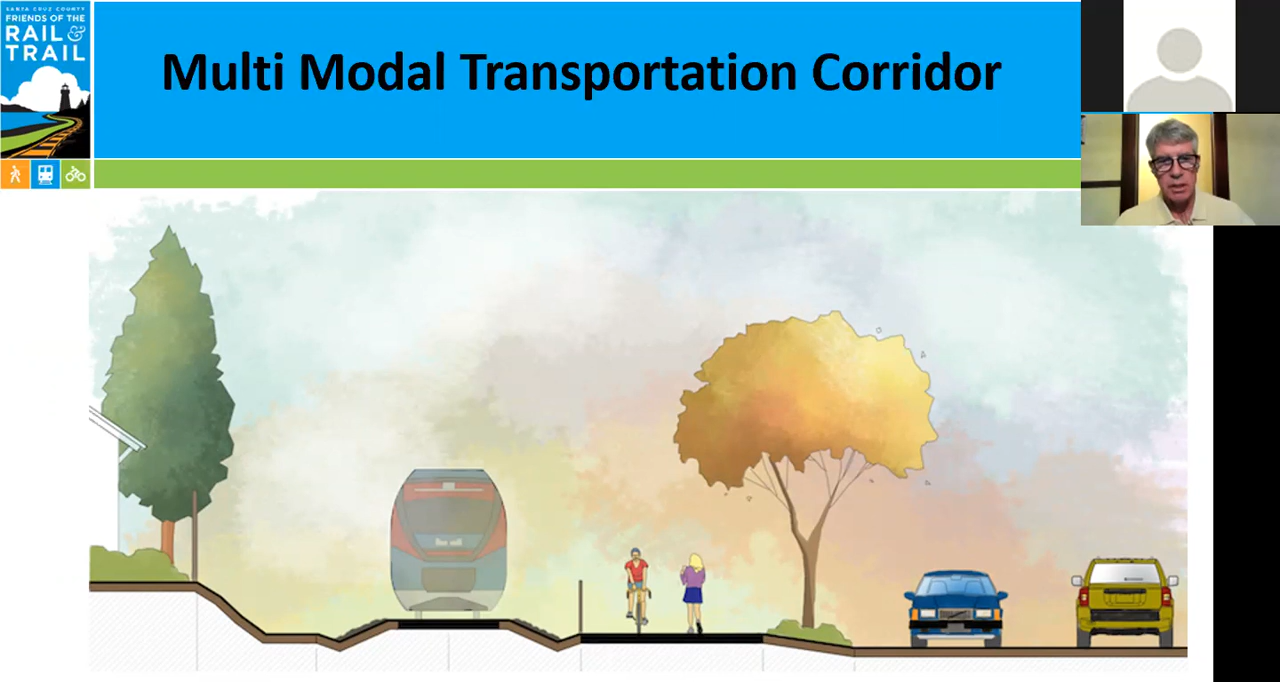 SANTA CRUZ COUNTY
FRIENDS OF THE
RAIL &
TRAIL
Multi Modal Transportation Corridor